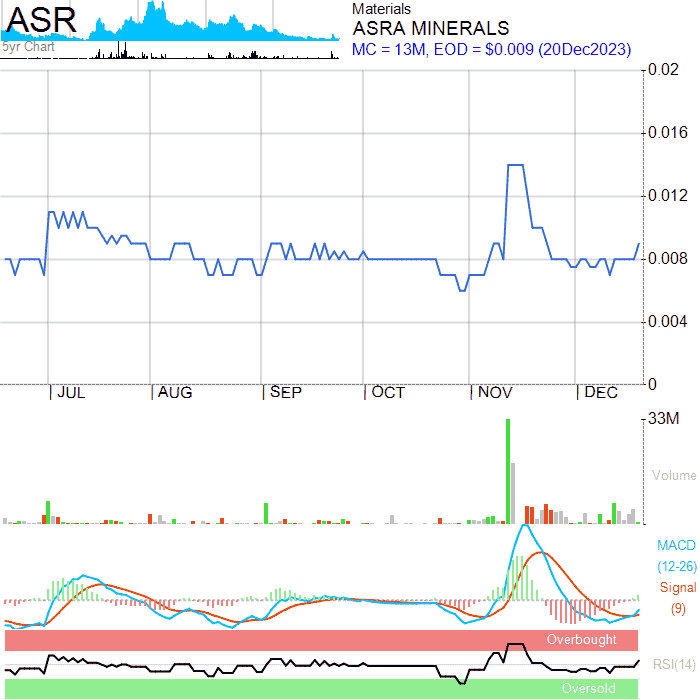 ASR
5yr Chart
Materials
ASRA MINERALS
MC = 13M, EOD = $0.009 (20Dec2023)
0.02
0.016
0.012
0.008
0.004
0
JUL AUG SEP OCT NOV DEC
33M
Volume
MACD
(12-26)
Signal
(9)
Overbought
RSI(14)
Oversold